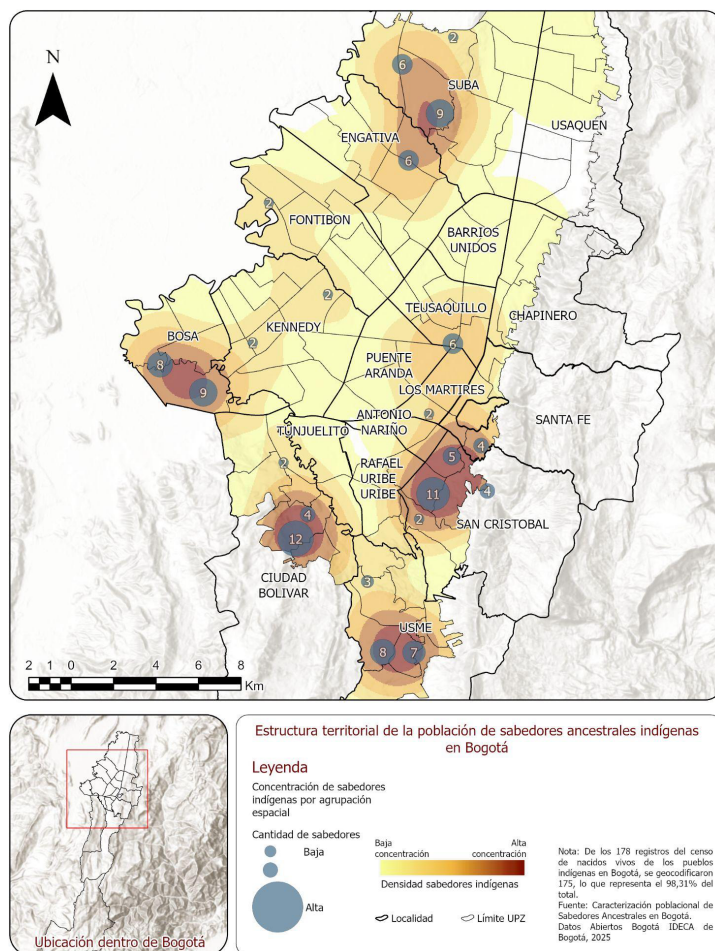 N
2
6
SUBA
9
USAQUEN
ENGATIVA
6
2
FONTIBON
BARRIOS
UNIDOS
2
TEUSAQUILLO
CHAPINERO
BOSA
KENNEDY
2
6
8
PUENTE
ARANDA
9
LOS MARTIRES
ANTONIO
NARIÑO
2
SANTA FE
TUNJUELITO
4
5
2
RAFAEL
URIBE
URIBE
11
4
4
2
SAN CRISTOBAL
12
CIUDAD
BOLIVAR
3
USME
8
7
2 1 0 2 4 6 8
Km
Ubicación dentro de Bogotá
Estructura territorial de la población de sabedores ancestrales indígenas
en Bogotá
Leyenda
Concentración de sabedores
indígenas por agrupación
espacial
Cantidad de sabedores
Baja
Alta
Baja
concentración
Alta
concentración
Densidad sabedores indígenas
Localidad
Límite UPZ
Nota: De los 178 registros del censo
de nacidos vivos de los pueblos
indígenas en Bogotá, se geocodificaron
175, lo que representa el 98,31% del
total.
Fuente: Caracterización poblacional de
Sabedores Ancestrales en Bogotá.
Datos Abiertos Bogotá IDECA de
Bogotá, 2025